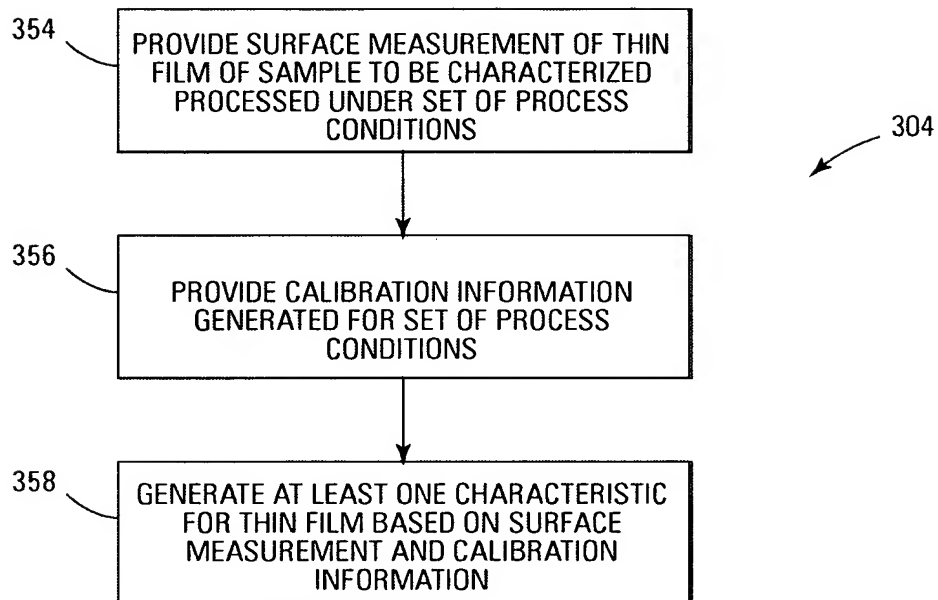 354
PROVIDE SURFACE MEASUREMENT OF THIN
FILM OF SAMPLE TO BE CHARACTERIZED
PROCESSED UNDER SET OF PROCESS
CONDITIONS
304
356
PROVIDE CALIBRATION INFORMATION
GENERATED FOR SET OF PROCESS
CONDITIONS
358
GENERATE AT LEAST ONE CHARACTERISTIC
FOR THIN FILM BASED ON SURFACE
MEASUREMENT AND CALIBRATION
INFORMATION